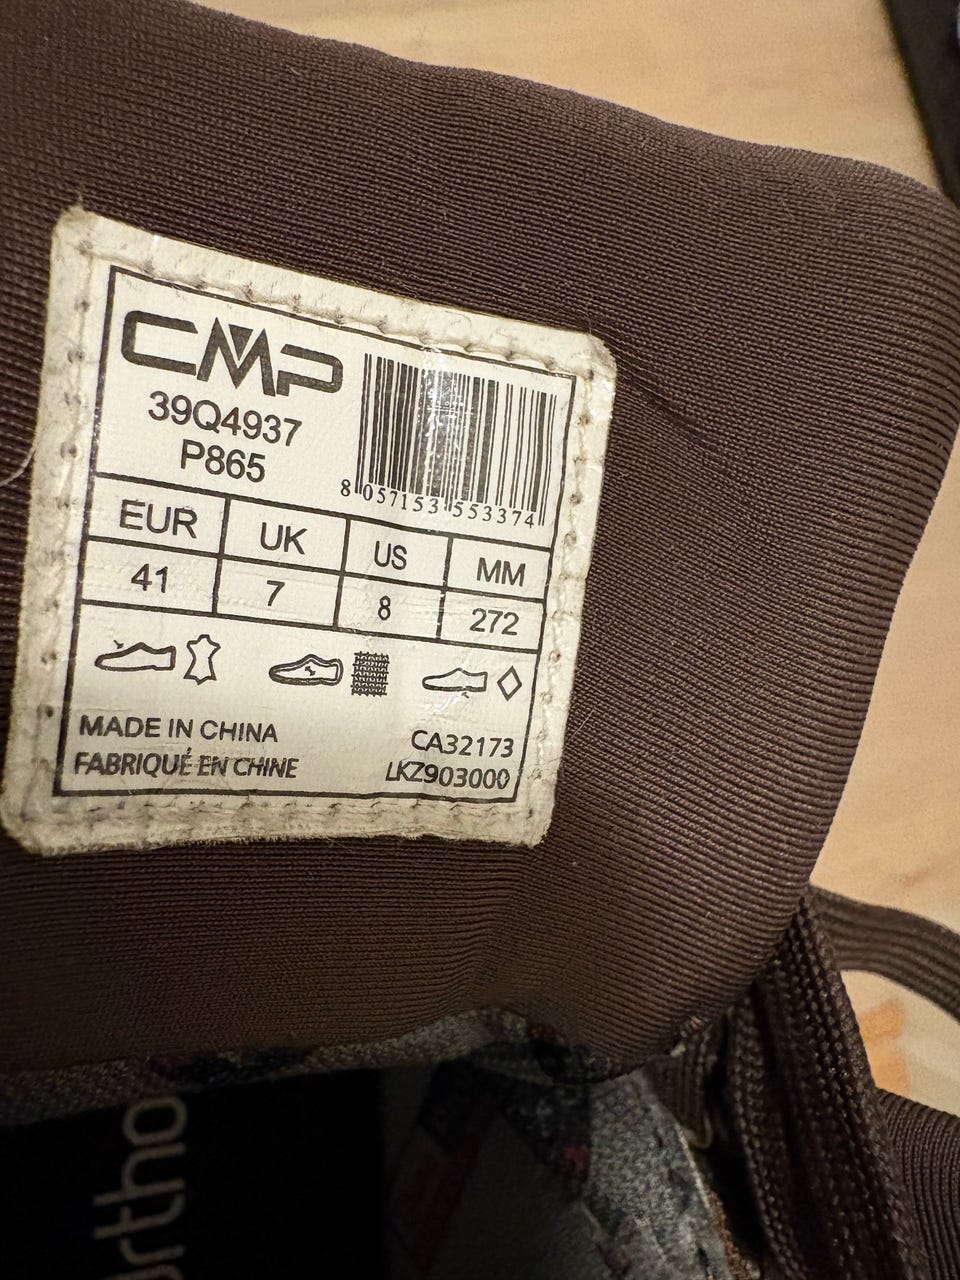 CMP
39Q4937
P865
8 057153 553374
EUR UK US MM
41 7 8 272
MADE IN CHINA
FABRIQUÉ EN CHINE
CA32173
LKZ903000
ortho